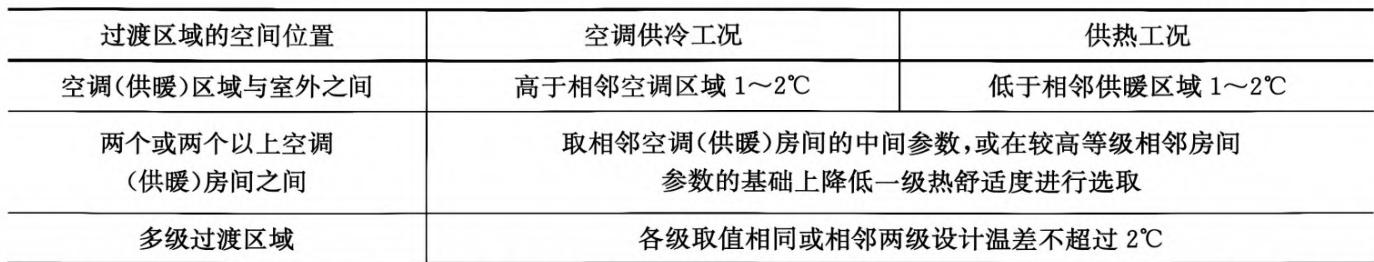 过渡区域的空间位置 空调供冷工况 供热工况
空调(供暖)区域与室外之间 高于相邻空调区域 1～2℃ 低于相邻供暖区域 1～2℃
两个或两个以上空调
(供暖)房间之间
取相邻空调(供暖)房间的中间参数,或在较高等级相邻房间
参数的基础上降低一级热舒适度进行选取
多级过渡区域 各级取值相同或相邻两级设计温差不超过 2℃